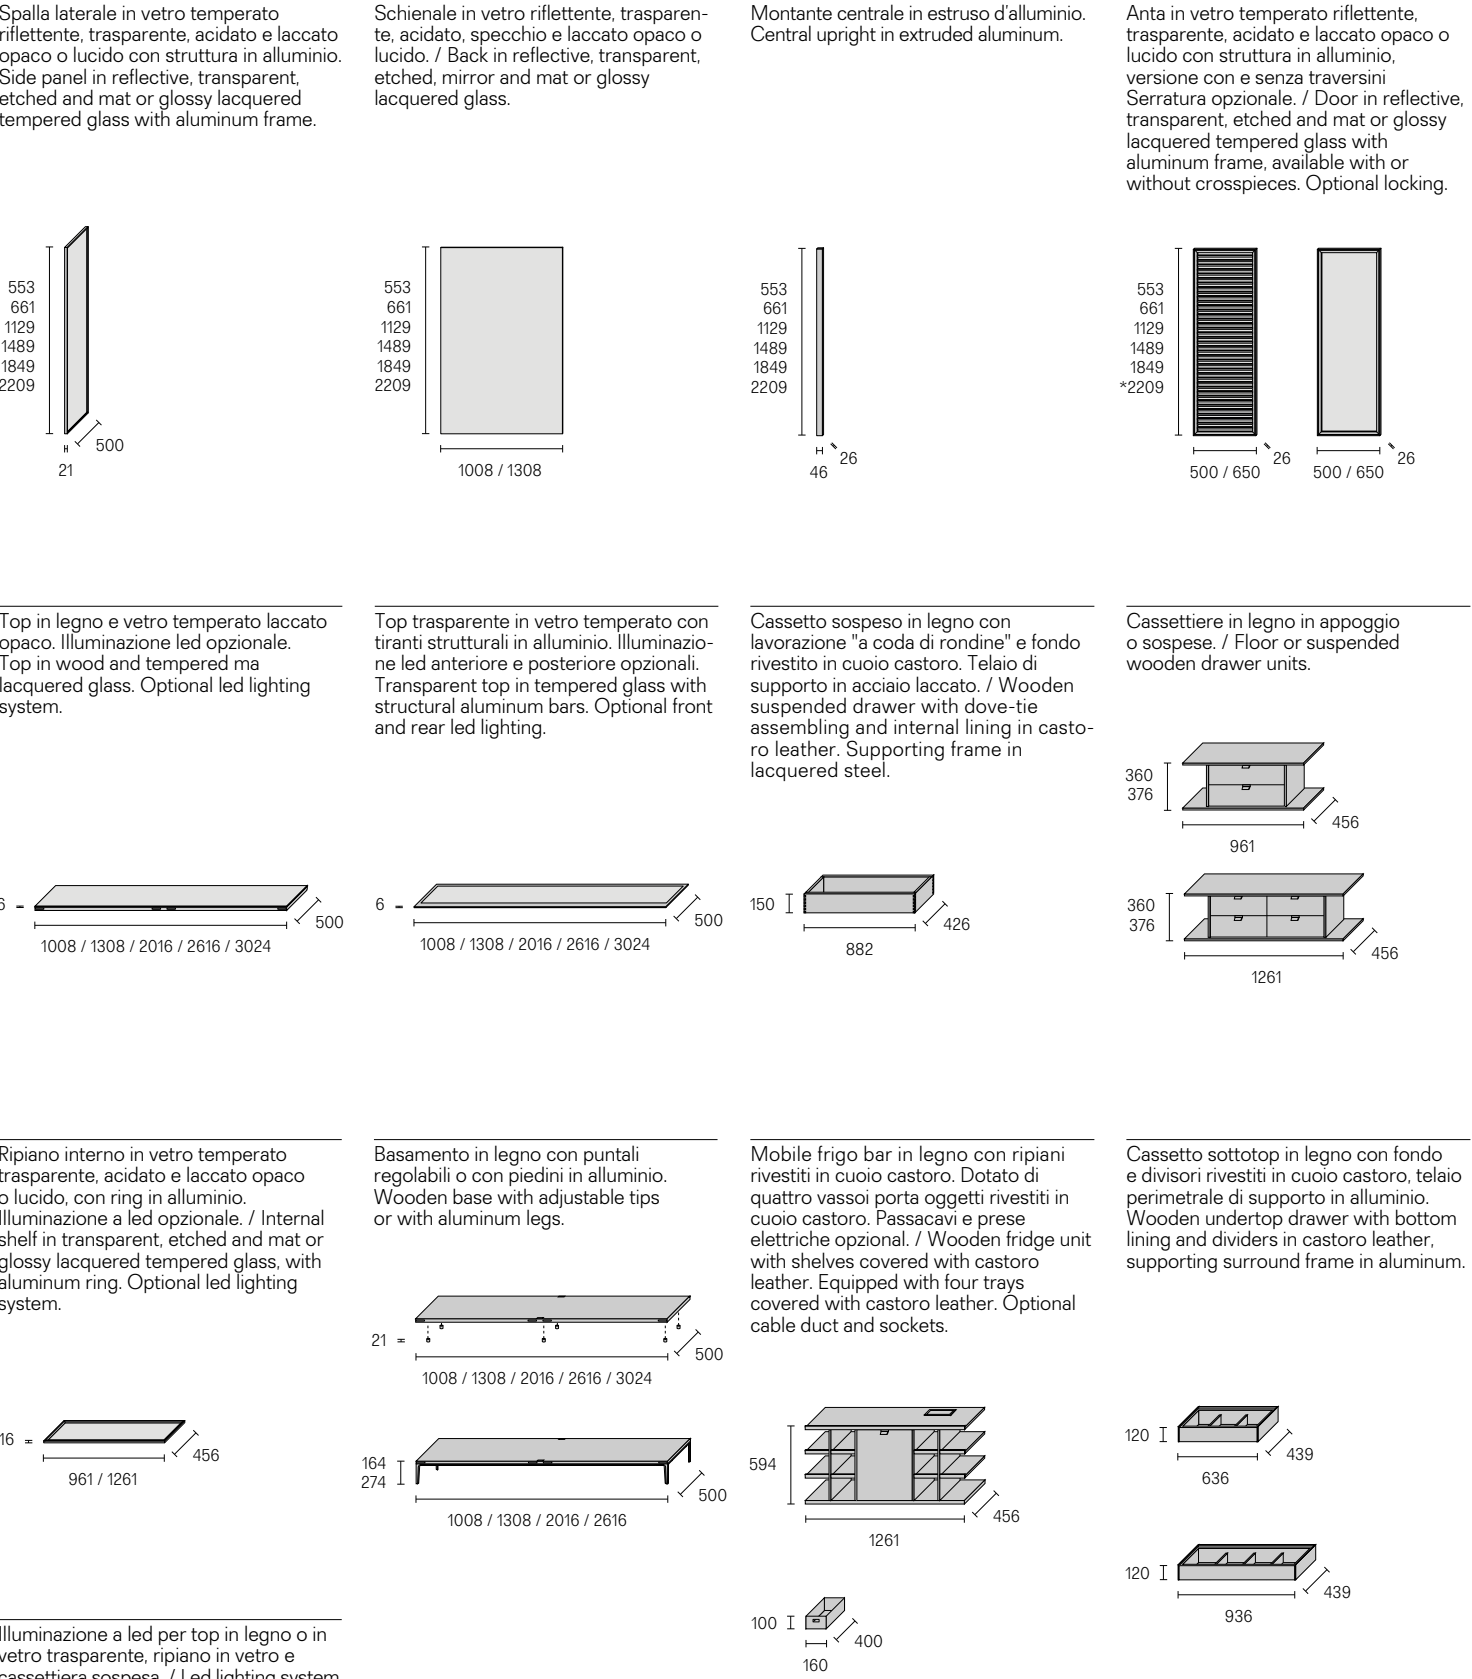 Spalla laterale in vetro temperato
riflettente, trasparente, acidato e laccato
opaco o lucido con struttura in alluminio.
Side panel in reflective, transparent,
etched and mat or glossy lacquered
tempered glass with aluminum frame.
553
661
1129
1489
1849
2209
500
21
Schienale in vetro riflettente, trasparen-
te, acidato, specchio e laccato opaco o
lucido. / Back in reflective, transparent,
etched, mirror and mat or glossy
lacquered glass.
553
661
1129
1489
1849
2209
1008 / 1308
Montante centrale in estruso d'alluminio.
Central upright in extruded aluminum.
553
661
1129
1489
1849
2209
26
46
Anta in vetro temperato riflettente,
trasparente, acidato e laccato opaco o
lucido con struttura in alluminio,
versione con e senza traversini
Serratura opzionale. / Door in reflective,
transparent, etched and mat or glossy
lacquered tempered glass with
aluminum frame, available with or
without crosspieces. Optional locking.
553
661
1129
1489
1849
*2209
26
500 / 650
26
500 / 650
Top in legno e vetro temperato laccato
opaco. Illuminazione led opzionale.
Top in wood and tempered ma
lacquered glass. Optional led lighting
system.
6
500
1008 / 1308 / 2016 / 2616 / 3024
Top trasparente in vetro temperato con
tiranti strutturali in alluminio. Illuminazio-
ne led anteriore e posteriore opzionali.
Transparent top in tempered glass with
structural aluminum bars. Optional front
and rear led lighting.
6
500
1008 / 1308 / 2016 / 2616 / 3024
Cassetto sospeso in legno con
lavorazione "a coda di rondine" e fondo
rivestito in cuoio castoro. Telaio di
supporto in acciaio laccato. / Wooden
suspended drawer with dove-tie
assembling and internal lining in casto-
ro leather. Supporting frame in
lacquered steel.
150
426
882
Cassettiere in legno in appoggio
o sospese. / Floor or suspended
wooden drawer units.
360
376
456
961
360
376
456
1261
Ripiano interno in vetro temperato
trasparente, acidato e laccato opaco
o lucido, con ring in alluminio.
Illuminazione a led opzionale. / Internal
shelf in transparent, etched and mat or
glossy lacquered tempered glass, with
aluminum ring. Optional led lighting
system.
16
456
961 / 1261
Basamento in legno con puntali
regolabili o con piedini in alluminio.
Wooden base with adjustable tips
or with aluminum legs.
21
500
1008 / 1308 / 2016 / 2616 / 3024
164
274
500
1008 / 1308 / 2016 / 2616
Mobile frigo bar in legno con ripiani
rivestiti in cuoio castoro. Dotato di
quattro vassoi porta oggetti rivestiti in
cuoio castoro. Passacavi e prese
elettriche opzional. / Wooden fridge unit
with shelves covered with castoro
leather. Equipped with four trays
covered with castoro leather. Optional
cable duct and sockets.
594
456
1261
100
400
160
Cassetto sottotop in legno con fondo
e divisori rivestiti in cuoio castoro, telaio
perimetrale di supporto in alluminio.
Wooden undertop drawer with bottom
lining and dividers in castoro leather,
supporting surround frame in aluminum.
120
439
636
120
439
936
Illuminazione a led per top in legno o in
vetro trasparente, ripiano in vetro e
cassettiera sospesa. / Led lighting system